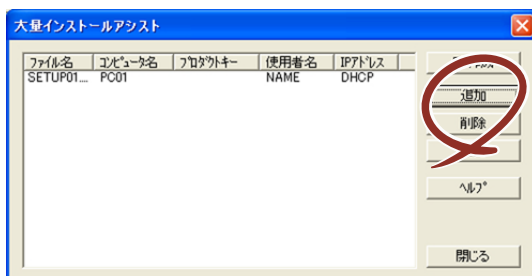 大量インストールアシスト
ファイル名 コンピュータ名 プロダクトキー 使用者名 IPアドレス
SETUP01... PC01 NAME DHCP
追加
削除
ヘルプ
閉じる